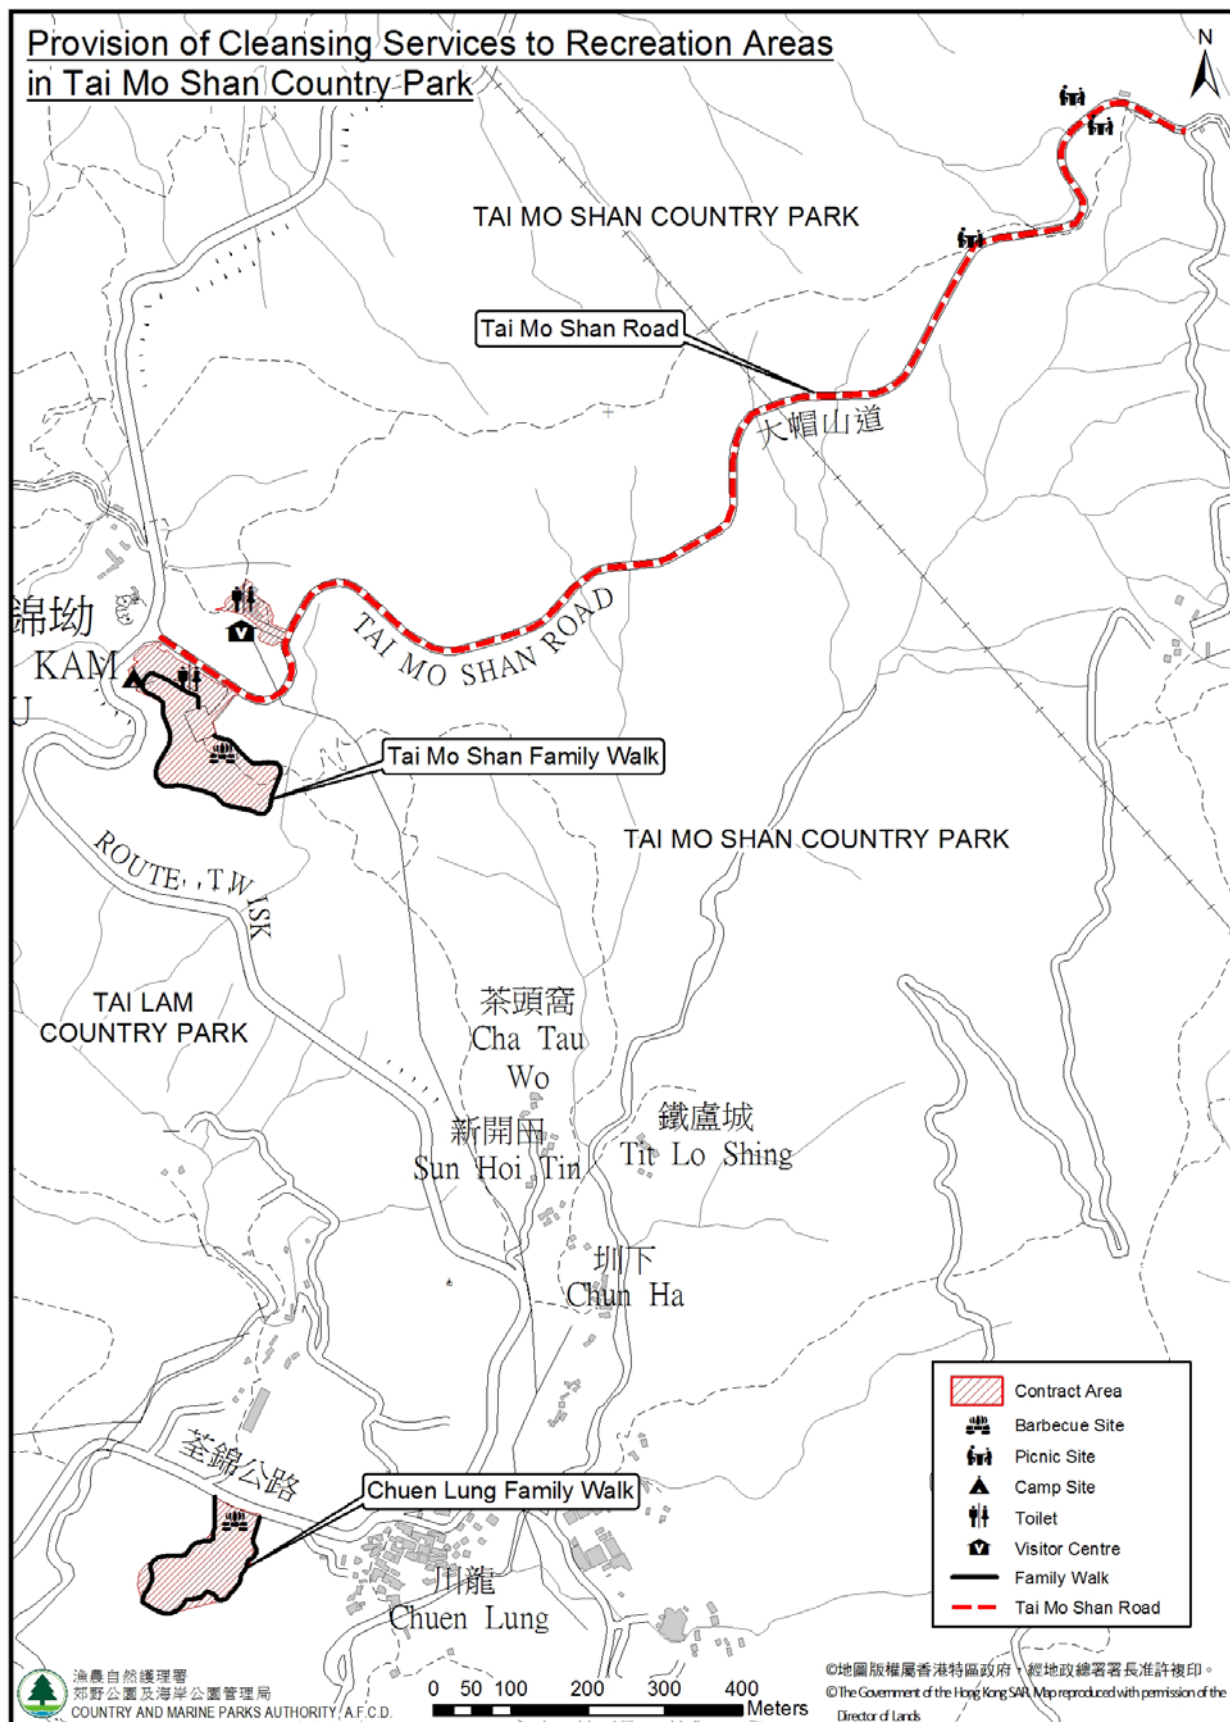 Provision of Cleansing Services to Recreation Areas
in Tai Mo Shan Country Park
N
TAI MO SHAN COUNTRY PARK
Tai Mo Shan Road
大帽山道
錦坳
KAM
U
TAI MO SHAN ROAD
Tai Mo Shan Family Walk
TAI MO SHAN COUNTRY PARK
ROUTE TWISK
TAI LAM
COUNTRY PARK
茶頭窩
Cha Tau
Wo
新開田
Sun Hoi Tin
鐵盧城
Tit Lo Shing
圳下
Chun Ha
荃錦公路
Chuen Lung Family Walk
川龍
Chuen Lung
Contract Area
Barbecue Site
Picnic Site
Camp Site
Toilet
Visitor Centre
Family Walk
Tai Mo Shan Road
漁農自然護理署
郊野公園及海岸公園管理局
COUNTRY AND MARINE PARKS AUTHORITY, A.F.C.D.
0 50 100 200 300 400
Meters
©地圖版權屬香港特區政府，經地政總署署長准許複印。
©The Government of the Hong Kong SAR. Map reproduced with permission of the
Director of Lands